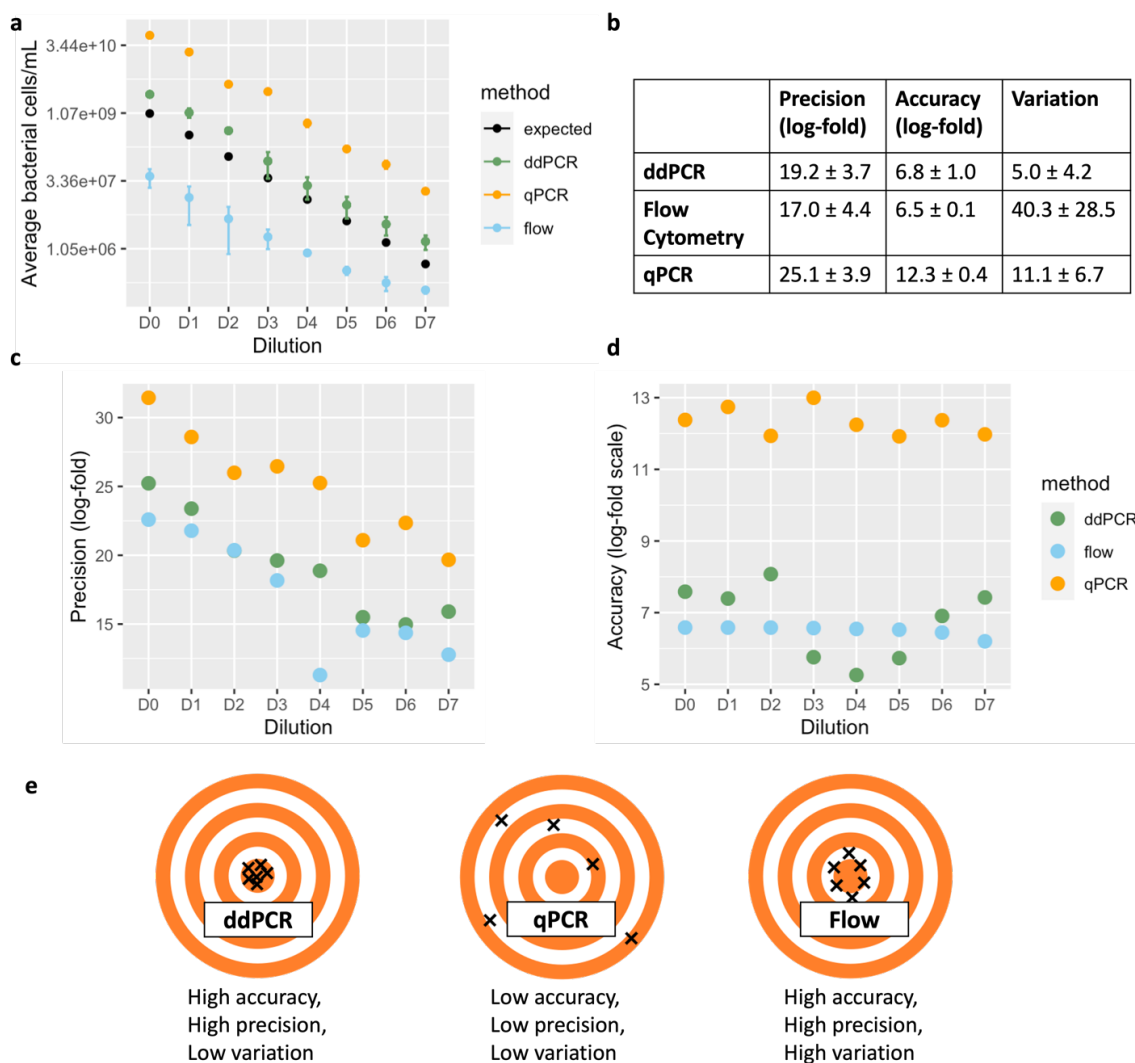 a
Average bacterial cells/mL
3.44e+10
1.07e+09
3.36e+07
1.05e+06
D0 D1 D2 D3 D4 D5 D6 D7
Dilution
method
expected
ddPCR
qPCR
flow
b
Precision (log-fold) Accuracy (log-fold) Variation
ddPCR 19.2 ± 3.7 6.8 ± 1.0 5.0 ± 4.2
Flow Cytometry 17.0 ± 4.4 6.5 ± 0.1 40.3 ± 28.5
qPCR 25.1 ± 3.9 12.3 ± 0.4 11.1 ± 6.7
c
Precision (log-fold)
30
25
20
15
D0 D1 D2 D3 D4 D5 D6 D7
Dilution
d
Accuracy (log-fold scale)
13
11
9
7
5
D0 D1 D2 D3 D4 D5 D6 D7
Dilution
method
ddPCR
flow
qPCR
e
ddPCR
High accuracy,
High precision,
Low variation
qPCR
Low accuracy,
Low precision,
Low variation
Flow
High accuracy,
High precision,
High variation